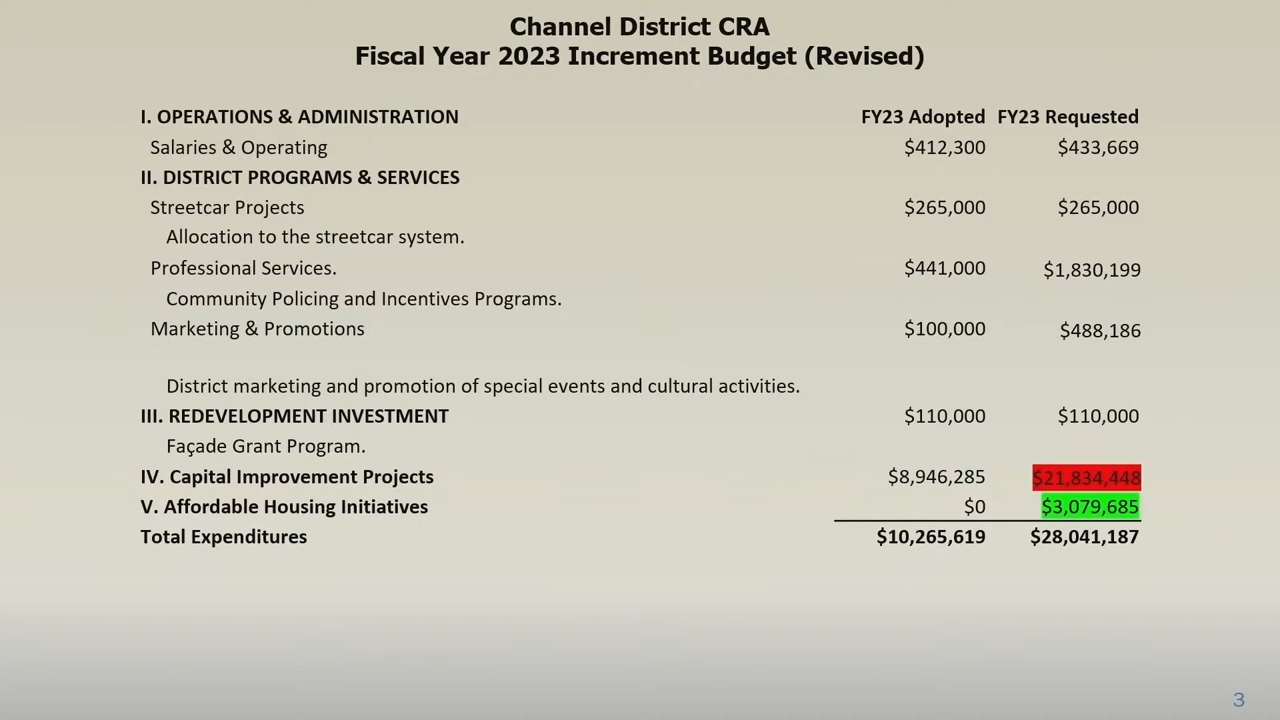 Channel District CRA
Fiscal Year 2023 Increment Budget (Revised)
I. OPERATIONS & ADMINISTRATION FY23 Adopted FY23 Requested
Salaries & Operating $412,300 $433,669
II. DISTRICT PROGRAMS & SERVICES
Streetcar Projects $265,000 $265,000
Allocation to the streetcar system.
Professional Services. $441,000 $1,830,199
Community Policing and Incentives Programs.
Marketing & Promotions $100,000 $488,186
District marketing and promotion of special events and cultural activities.
III. REDEVELOPMENT INVESTMENT $110,000 $110,000
Façade Grant Program.
IV. Capital Improvement Projects $8,946,285 $21,834,448
V. Affordable Housing Initiatives $0 $3,079,685
Total Expenditures $10,265,619 $28,041,187
3